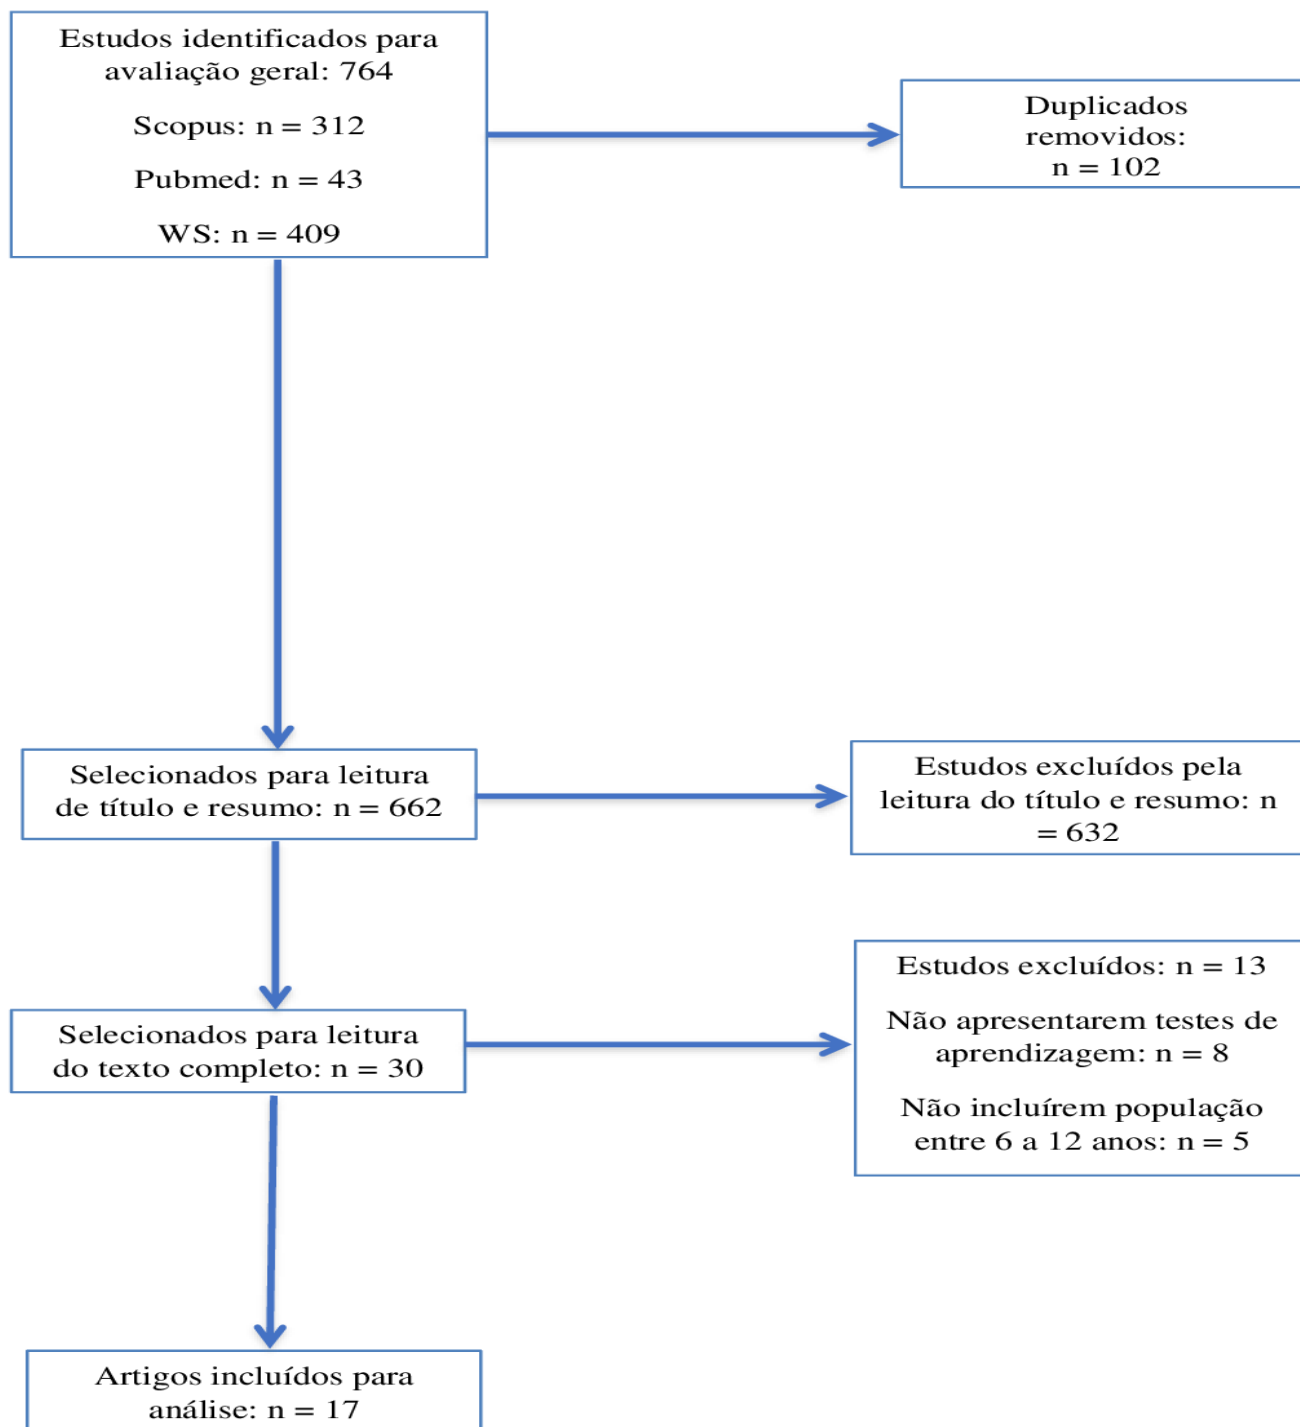 Estudos identificados para
avaliação geral: 764
Scopus: n = 312
Pubmed: n = 43
WS: n = 409
Duplicados
removidos:
n = 102
Selecionados para leitura
de título e resumo: n = 662
Estudos excluídos pela
leitura do título e resumo: n
= 632
Selecionados para leitura
do texto completo: n = 30
Estudos excluídos: n = 13
Não apresentarem testes de
aprendizagem: n = 8
Não incluírem população
entre 6 a 12 anos: n = 5
Artigos incluídos para
análise: n = 17